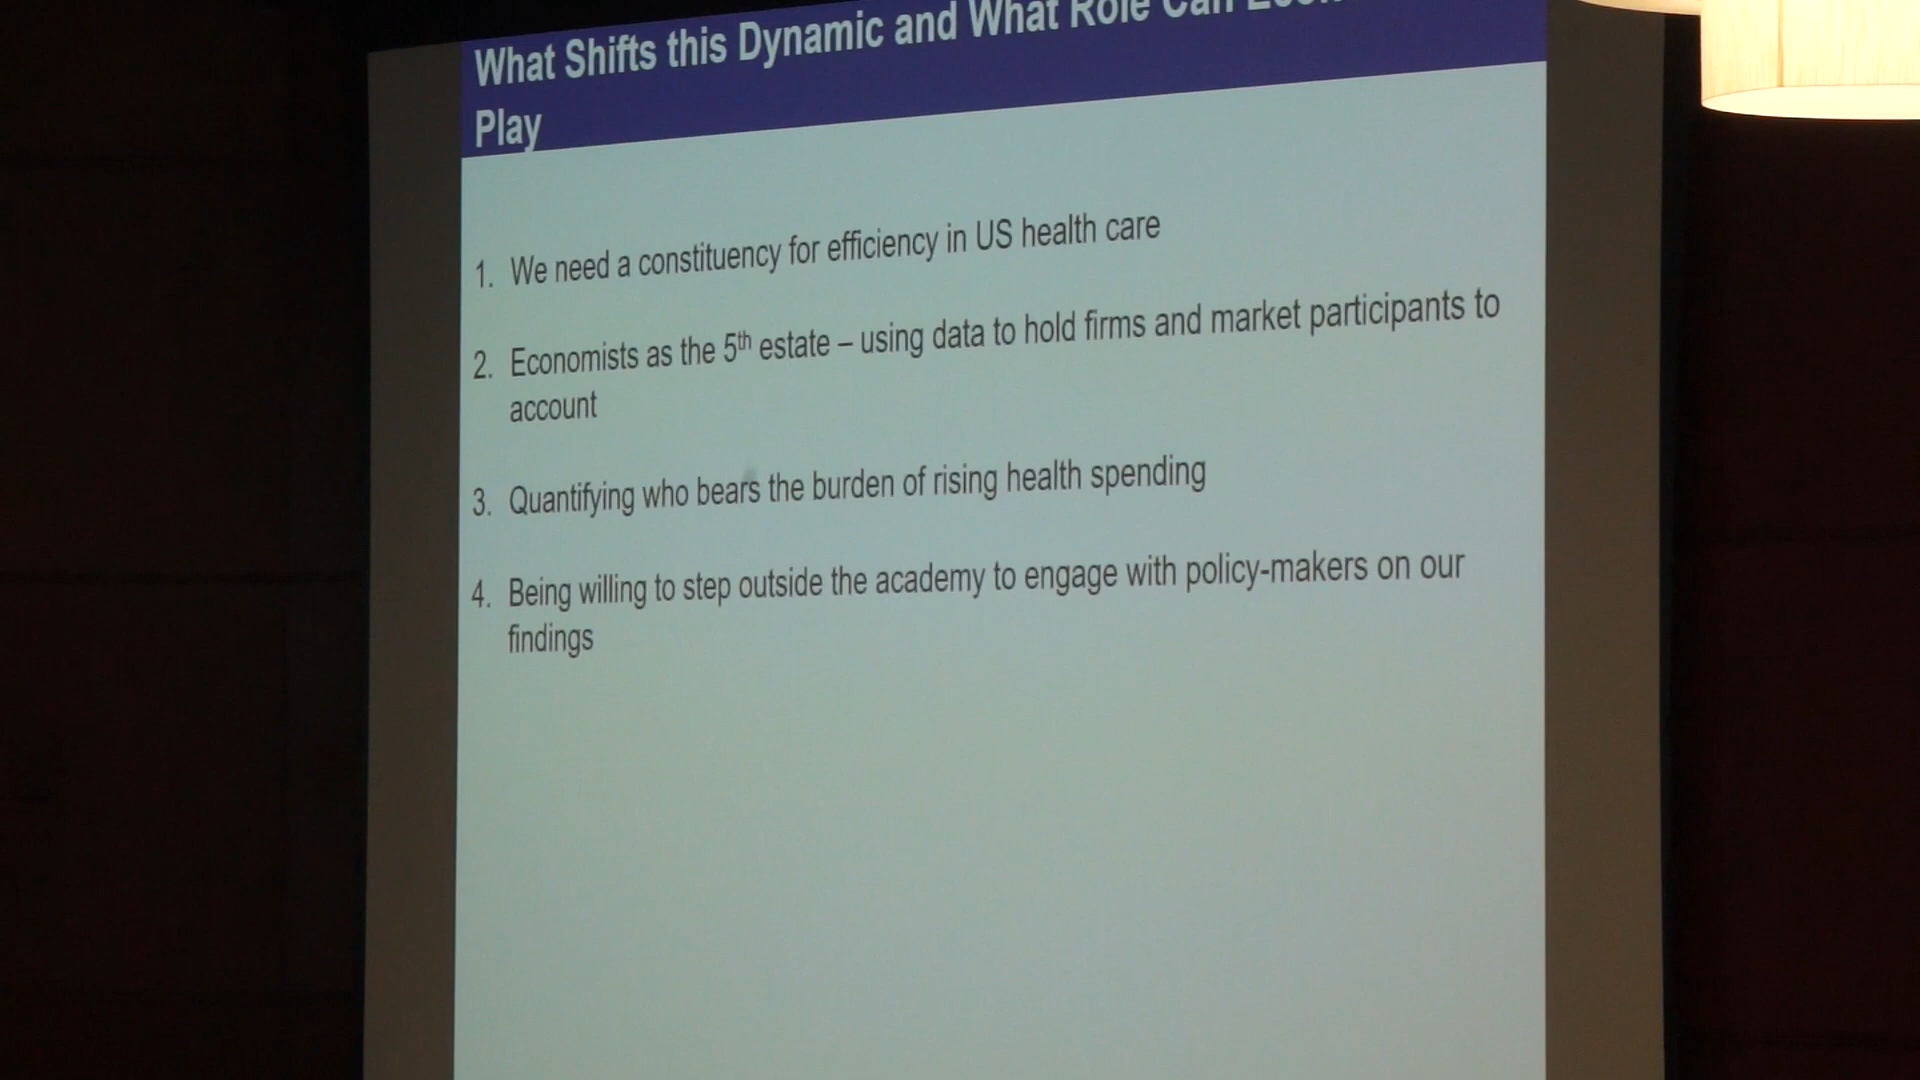 What Shifts this Dynamic and What Role Can
Play
1. We need a constituency for efficiency in US health care
2. Economists as the 5th estate – using data to hold firms and market participants to
account
3. Quantifying who bears the burden of rising health spending
4. Being willing to step outside the academy to engage with policy-makers on our
findings